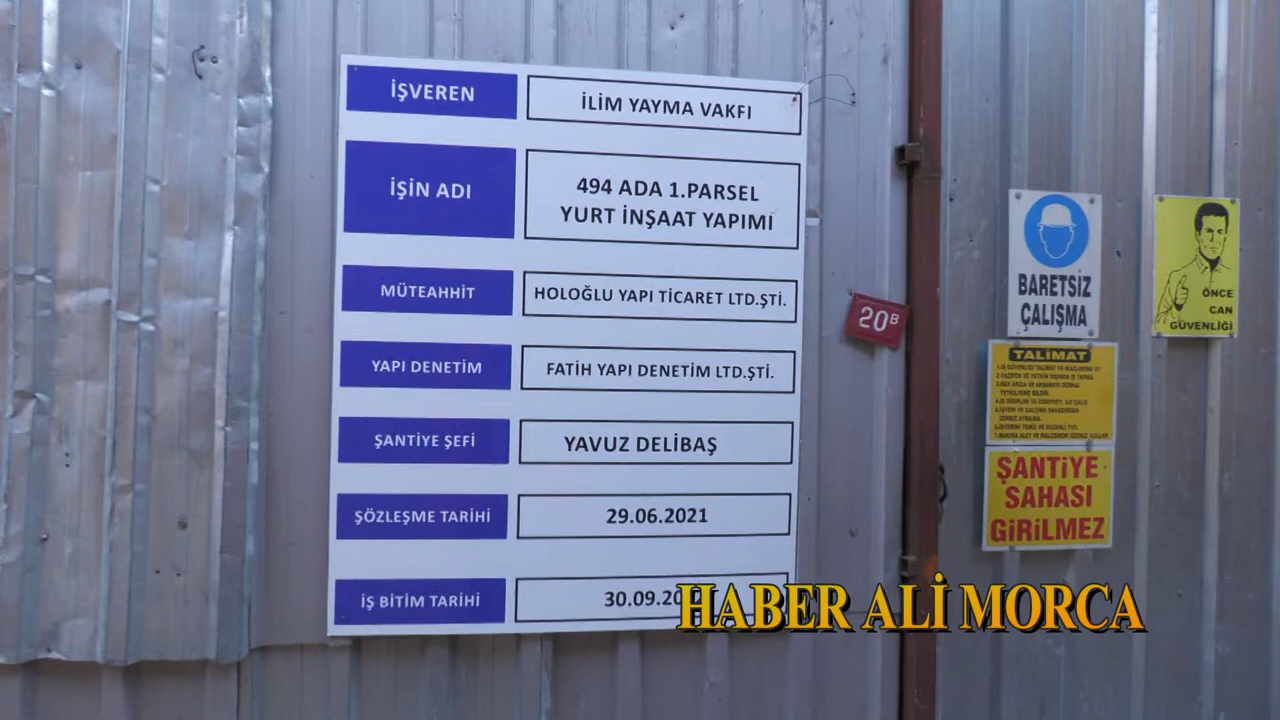 İŞVEREN
İLİM YAYMA VAKFI
İŞİN ADI
494 ADA 1.PARSEL
YURT İNŞAAT YAPIMI
MÜTEAHHİT
HOLOĞLU YAPI TİCARET LTD.ŞTİ.
YAPI DENETİM
FATİH YAPI DENETİM LTD.ŞTİ.
ŞANTİYE ŞEFİ
YAVUZ DELİBAŞ
ŞÖZLEŞME TARİHİ
29.06.2021
İŞ BİTİM TARİHİ
30.09.20
HABER ALİ MORCA
20B
BARETSİZ
ÇALIŞMA
ÖNCE
CAN
GÜVENLİĞİ
TALİMAT
ŞANTİYE
SAHASI
GİRİLMEZ